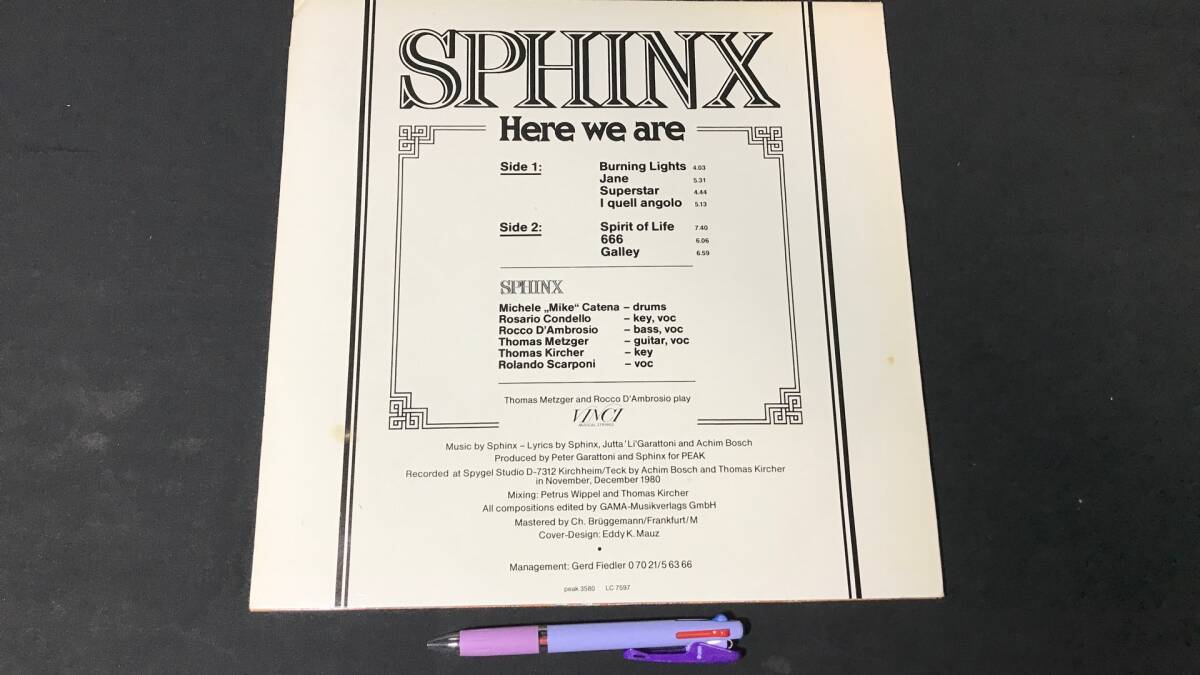 SPHINX
Here we are
Side 1: Burning Lights 4.03
Jane 5.31
Superstar 4.44
I quell angolo 5.13
Side 2: Spirit of Life 7.40
666 6.06
Galley 6.59
SPHINX
Michele „Mike“ Catena – drums
Rosario Condello – key, voc
Rocco D'Ambrosio – bass, voc
Thomas Metzger – guitar, voc
Thomas Kircher – key
Rolando Scarponi – voc
Thomas Metzger and Rocco D'Ambrosio play
VINCI
MUSICAL STRINGS
Music by Sphinx – Lyrics by Sphinx, Jutta 'Li' Garattoni and Achim Bosch
Produced by Peter Garattoni and Sphinx for PEAK
Recorded at Spygel Studio D-7312 Kirchheim/Teck by Achim Bosch and Thomas Kircher
in November, December 1980
Mixing: Petrus Wippel and Thomas Kircher
All compositions edited by GAMA-Musikverlags GmbH
Mastered by Ch. Brüggemann/Frankfurt/M
Cover-Design: Eddy K. Mauz
Management: Gerd Fiedler 0 70 21/5 63 66
peak 3580 LC 7597